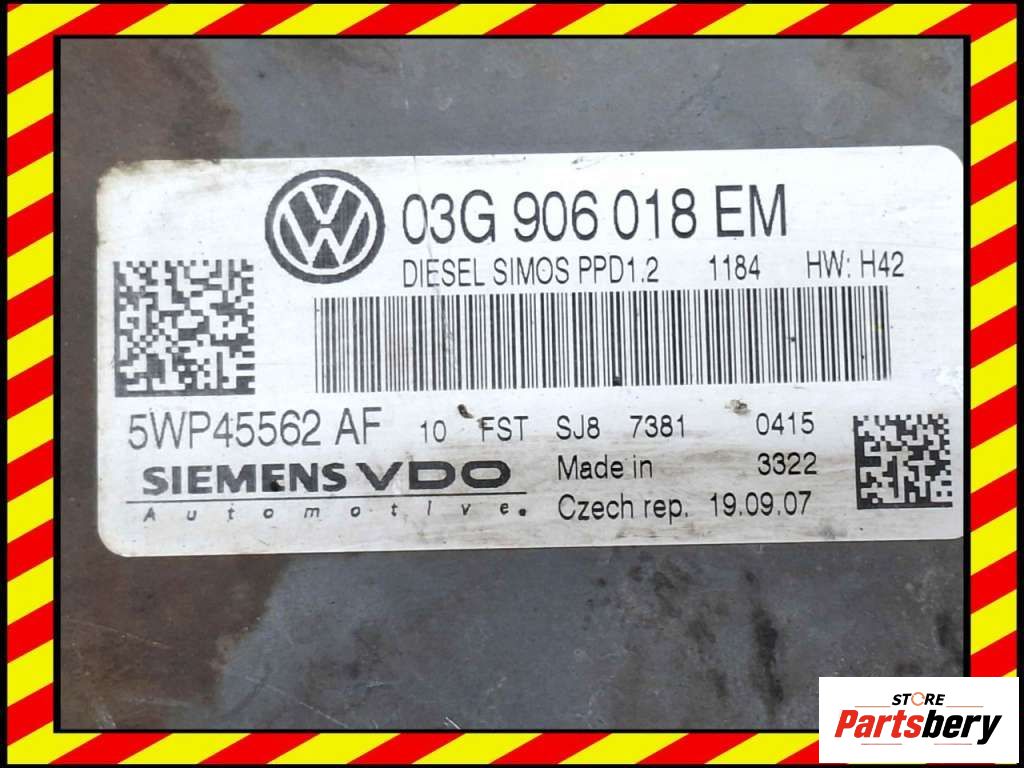 03G 906 018 EM
DIESEL SIMOS PPD1.2 1184 HW: H42
5WP45562 AF 10 FST SJ8 7381 0415
SIEMENS VDO Made in 3322
Automotive. Czech rep. 19.09.07
STORE
Partsbery